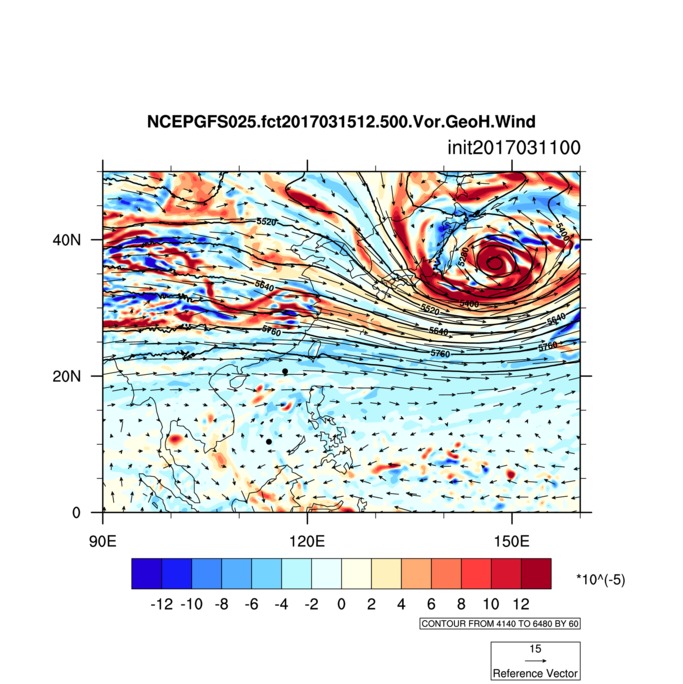 NCEPGFS025.fct2017031512.500.Vor.GeoH.Wind
init2017031100
40N
20N
0
90E 120E 150E
5520
5640
5760
5520
5400
5640
5760
5280
5640
5760
-12 -10 -8 -6 -4 -2 0 2 4 6 8 10 12
*10^(-5)
CONTOUR FROM 4140 TO 6480 BY 60
15
Reference Vector